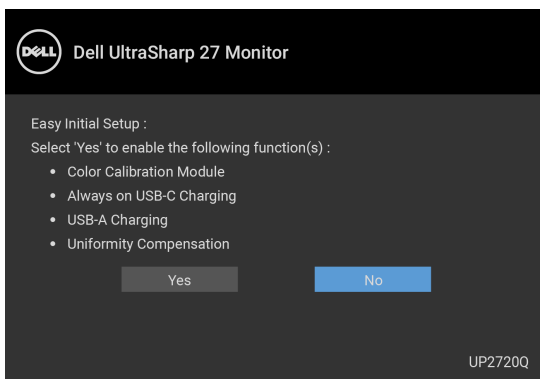 DELL Dell UltraSharp 27 Monitor
Easy Initial Setup :
Select 'Yes' to enable the following function(s) :
• Color Calibration Module
• Always on USB-C Charging
• USB-A Charging
• Uniformity Compensation
Yes No
UP2720Q